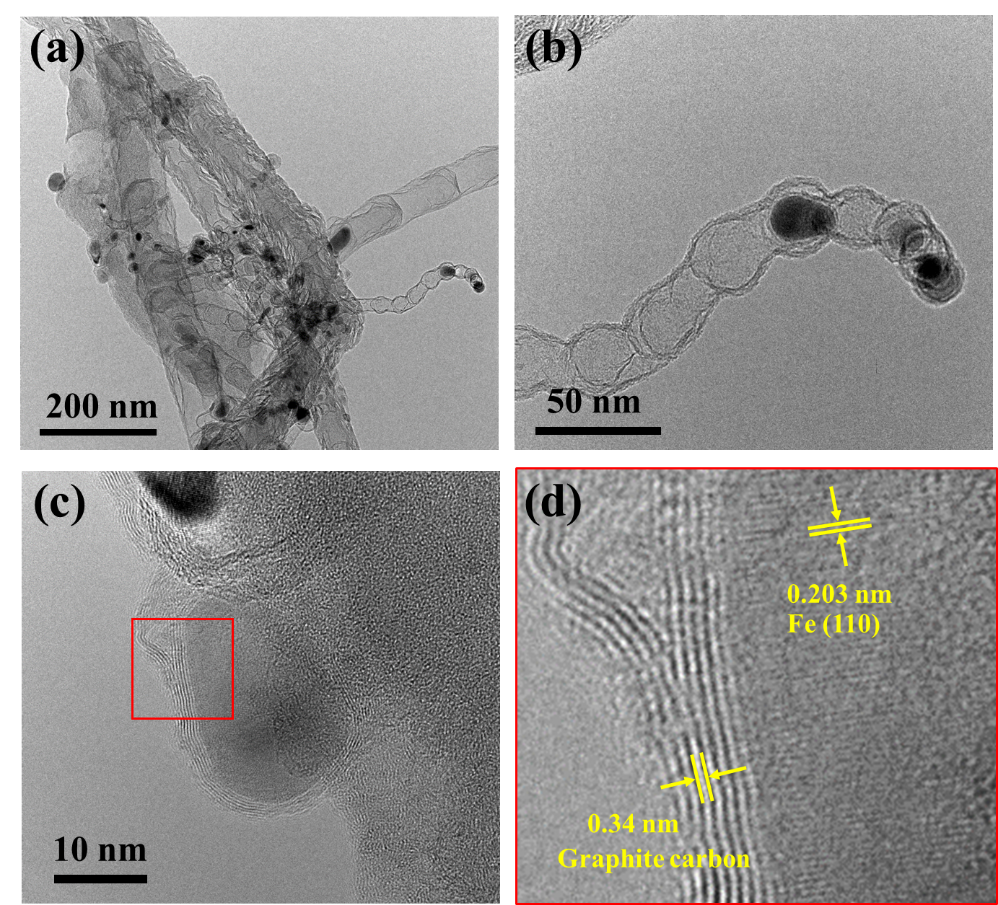 (a)
200 nm
(b)
50 nm
(c)
10 nm
(d)
0.203 nm
Fe (110)
0.34 nm
Graphite carbon